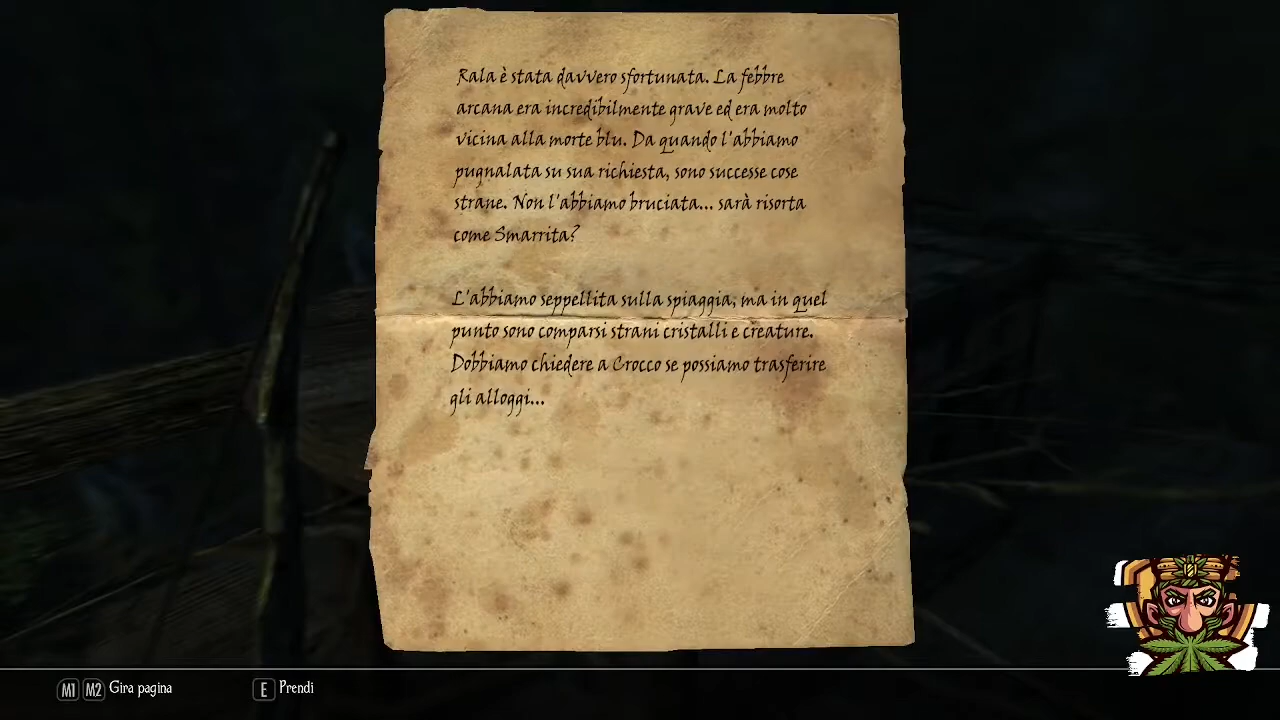 Rala è stata davvero sfortunata. La febbre
arcana era incredibilmente grave ed era molto
vicina alla morte blu. Da quando l'abbiamo
pugnalata su sua richiesta, sono successe cose
strane. Non l'abbiamo bruciata... sarà risorta
come Smarrita?
L'abbiamo seppellita sulla spiaggia, ma in quel
punto sono comparsi strani cristalli e creature.
Dobbiamo chiedere a Crocco se possiamo trasferire
gli alloggi...
M1 M2 Gira pagina
E Prendi